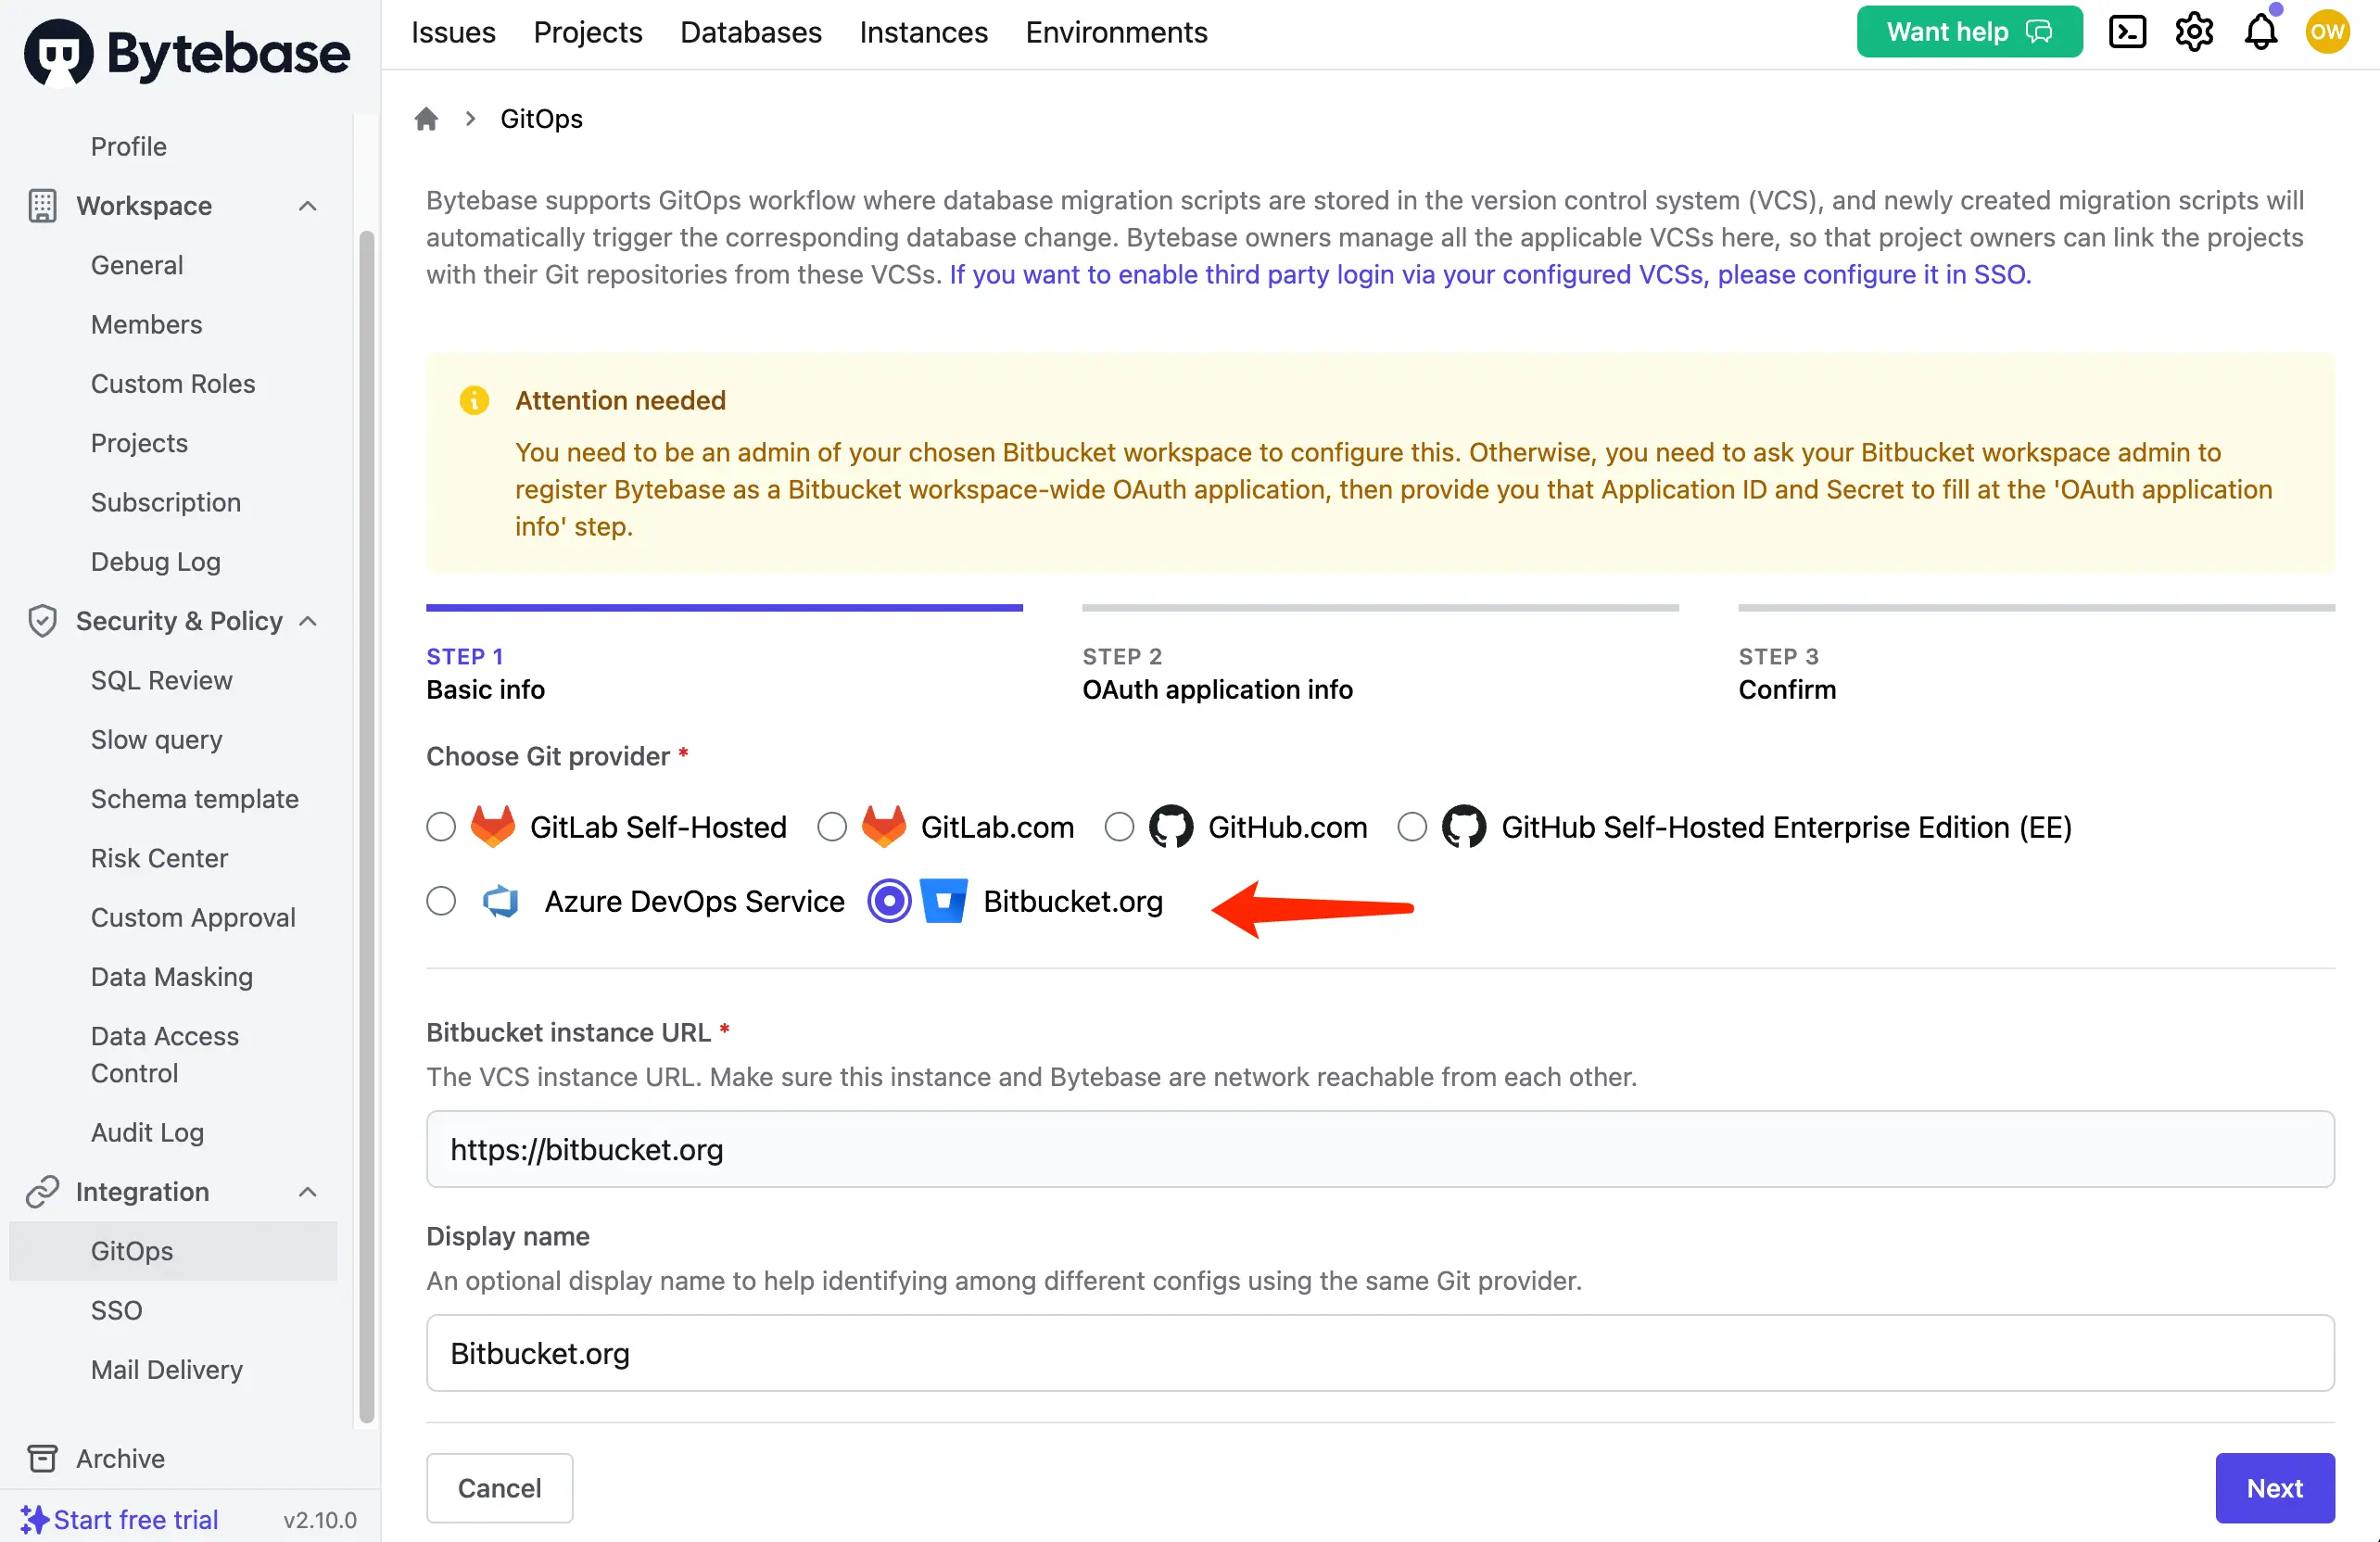 Bytebase
Issues
Projects
Databases
Instances
Environments
Want help
OW
Profile
Workspace
General
Members
Custom Roles
Projects
Subscription
Debug Log
Security & Policy
SQL Review
Slow query
Schema template
Risk Center
Custom Approval
Data Masking
Data Access
Control
Audit Log
Integration
GitOps
SSO
Mail Delivery
Archive
Start free trial
v2.10.0
GitOps
Bytebase supports GitOps workflow where database migration scripts are stored in the version control system (VCS), and newly created migration scripts will
automatically trigger the corresponding database change. Bytebase owners manage all the applicable VCSs here, so that project owners can link the projects
with their Git repositories from these VCSs. If you want to enable third party login via your configured VCSs, please configure it in SSO.
Attention needed
You need to be an admin of your chosen Bitbucket workspace to configure this. Otherwise, you need to ask your Bitbucket workspace admin to
register Bytebase as a Bitbucket workspace-wide OAuth application, then provide you that Application ID and Secret to fill at the 'OAuth application
info' step.
STEP 1
Basic info
STEP 2
OAuth application info
STEP 3
Confirm
Choose Git provider *
GitLab Self-Hosted
GitLab.com
GitHub.com
GitHub Self-Hosted Enterprise Edition (EE)
Azure DevOps Service
Bitbucket.org
Bitbucket instance URL *
The VCS instance URL. Make sure this instance and Bytebase are network reachable from each other.
https://bitbucket.org
Display name
An optional display name to help identifying among different configs using the same Git provider.
Bitbucket.org
Cancel
Next